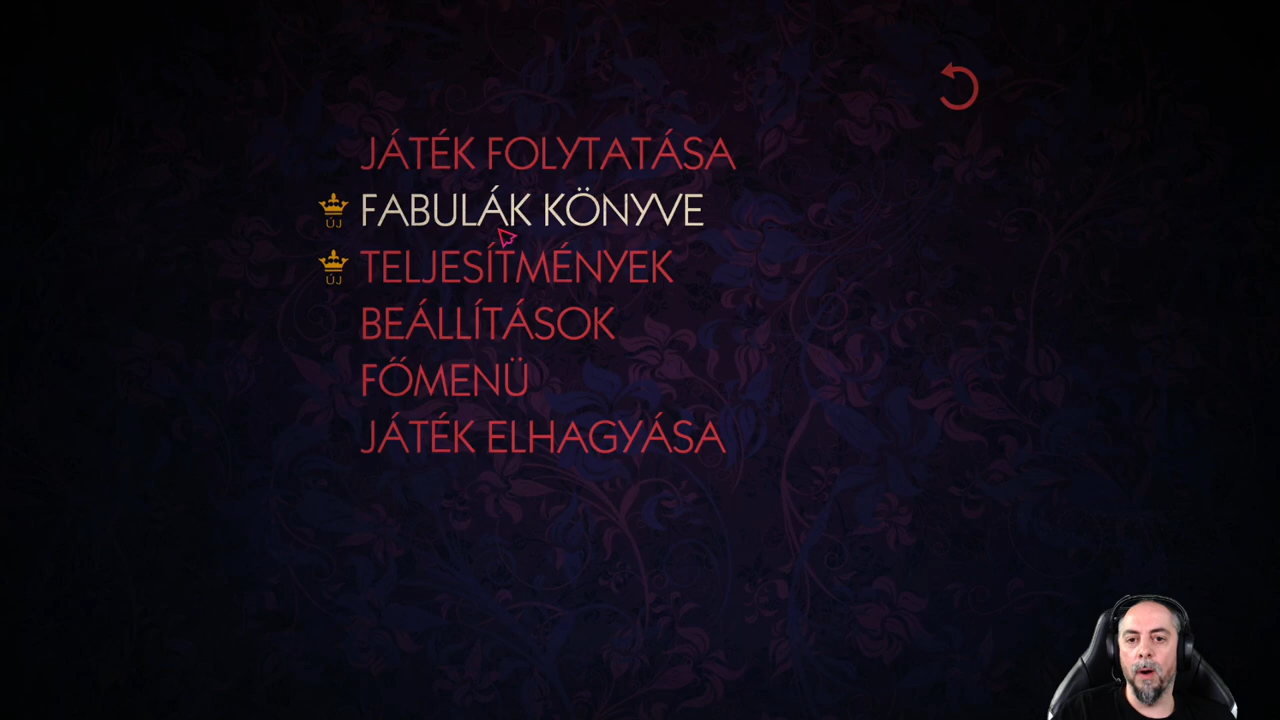 JÁTÉK FOLYTATÁSA
ÚJ FABULÁK KÖNYVE
ÚJ TELJESÍTMÉNYEK
BEÁLLÍTÁSOK
FŐMENÜ
JÁTÉK ELHAGYÁSA